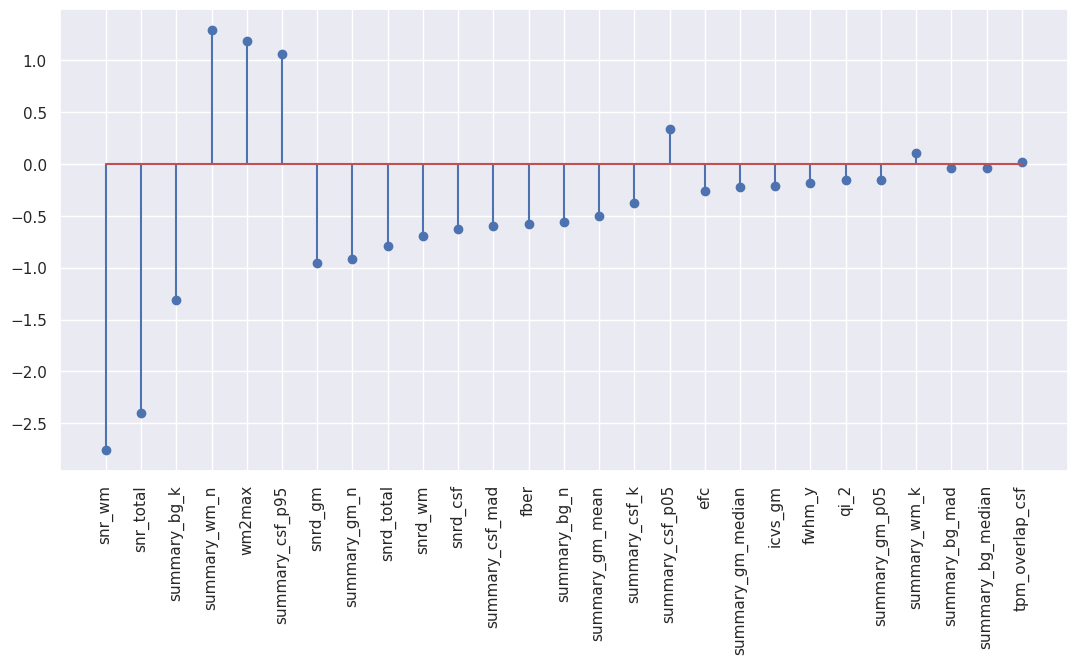 1.0
0.5
0.0
−0.5
−1.0
−1.5
−2.0
−2.5
snr_wm
snr_total
summary_bg_k
summary_wm_n
wm2max
summary_csf_p95
snrd_gm
summary_gm_n
snrd_total
snrd_wm
snrd_csf
summary_csf_mad
fber
summary_bg_n
summary_gm_mean
summary_csf_k
summary_csf_p05
efc
summary_gm_median
icvs_gm
fwhm_y
qi_2
summary_gm_p05
summary_wm_k
summary_bg_mad
summary_bg_median
tpm_overlap_csf